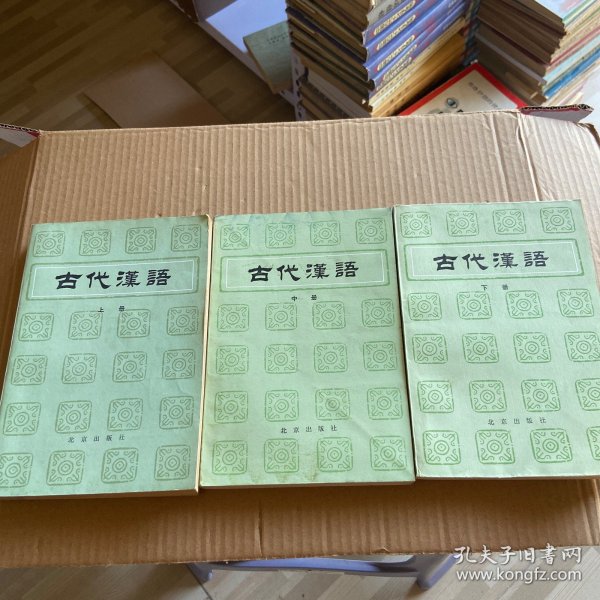 古代漢語
上册
北京出版社
古代漢語
中册
北京出版社
古代漢語
下册
北京出版社
孔夫子旧书网
www.kongfz.com